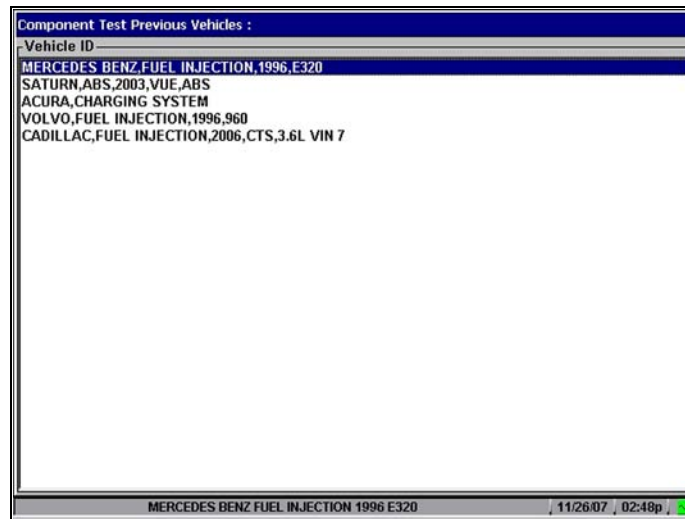 Component Test Previous Vehicles :
Vehicle ID
MERCEDES BENZ,FUEL INJECTION,1996,E320
SATURN,ABS,2003,VUE,ABS
ACURA,CHARGING SYSTEM
VOLVO,FUEL INJECTION,1996,960
CADILLAC,FUEL INJECTION,2006,CTS,3.6L VIN 7
MERCEDES BENZ FUEL INJECTION 1996 E320 11/26/07 02:48p